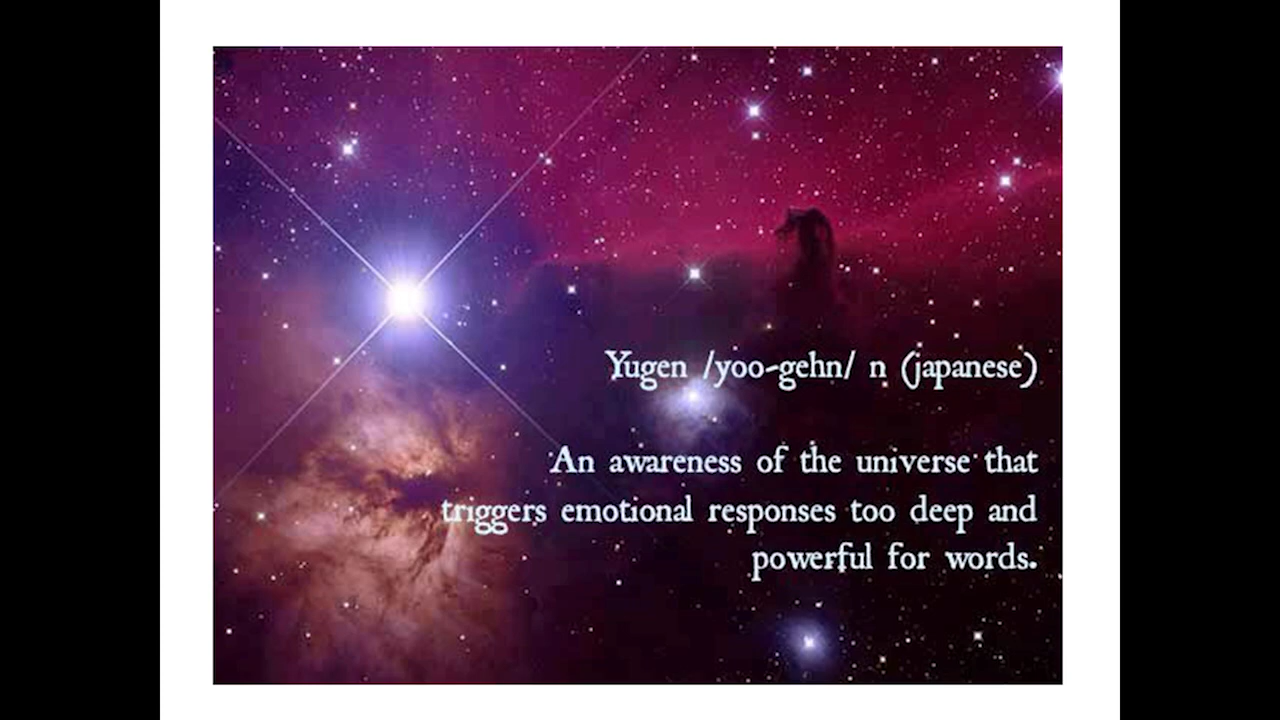 Yugen /yoo-gehn/ n (japanese)
An awareness of the universe that
triggers emotional responses too deep and
powerful for words.